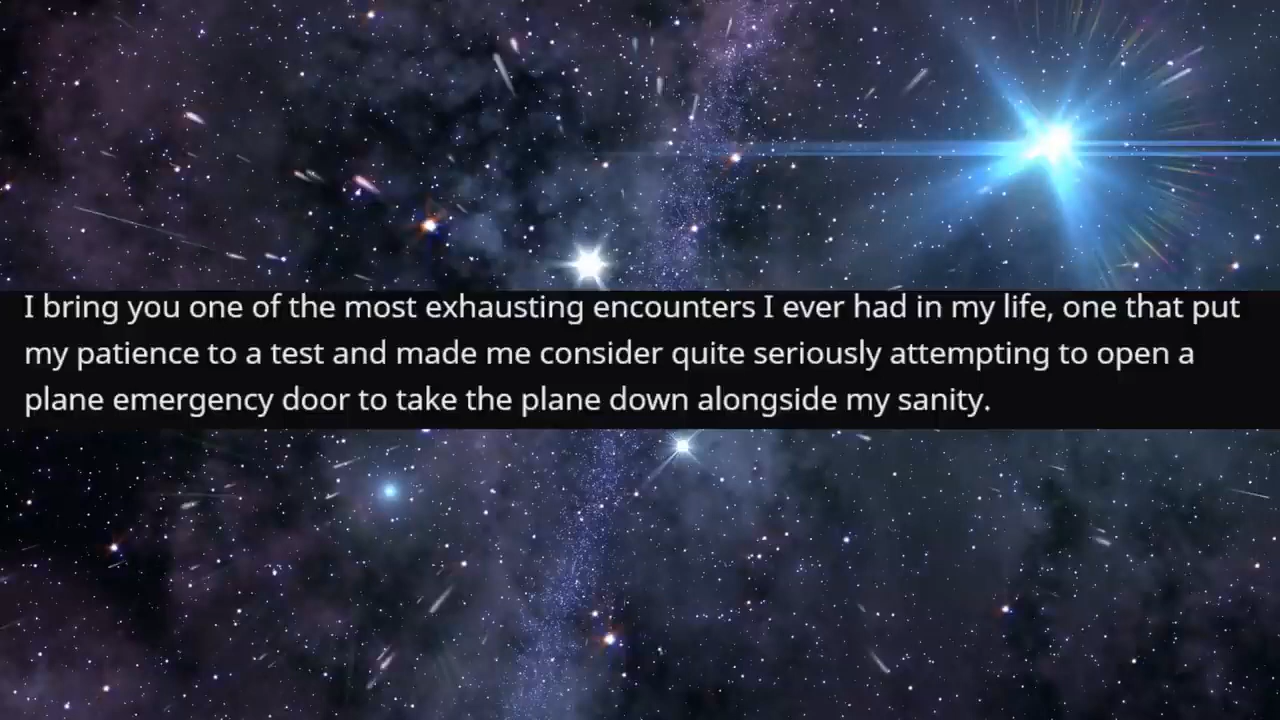 I bring you one of the most exhausting encounters I ever had in my life, one that put
my patience to a test and made me consider quite seriously attempting to open a
plane emergency door to take the plane down alongside my sanity.